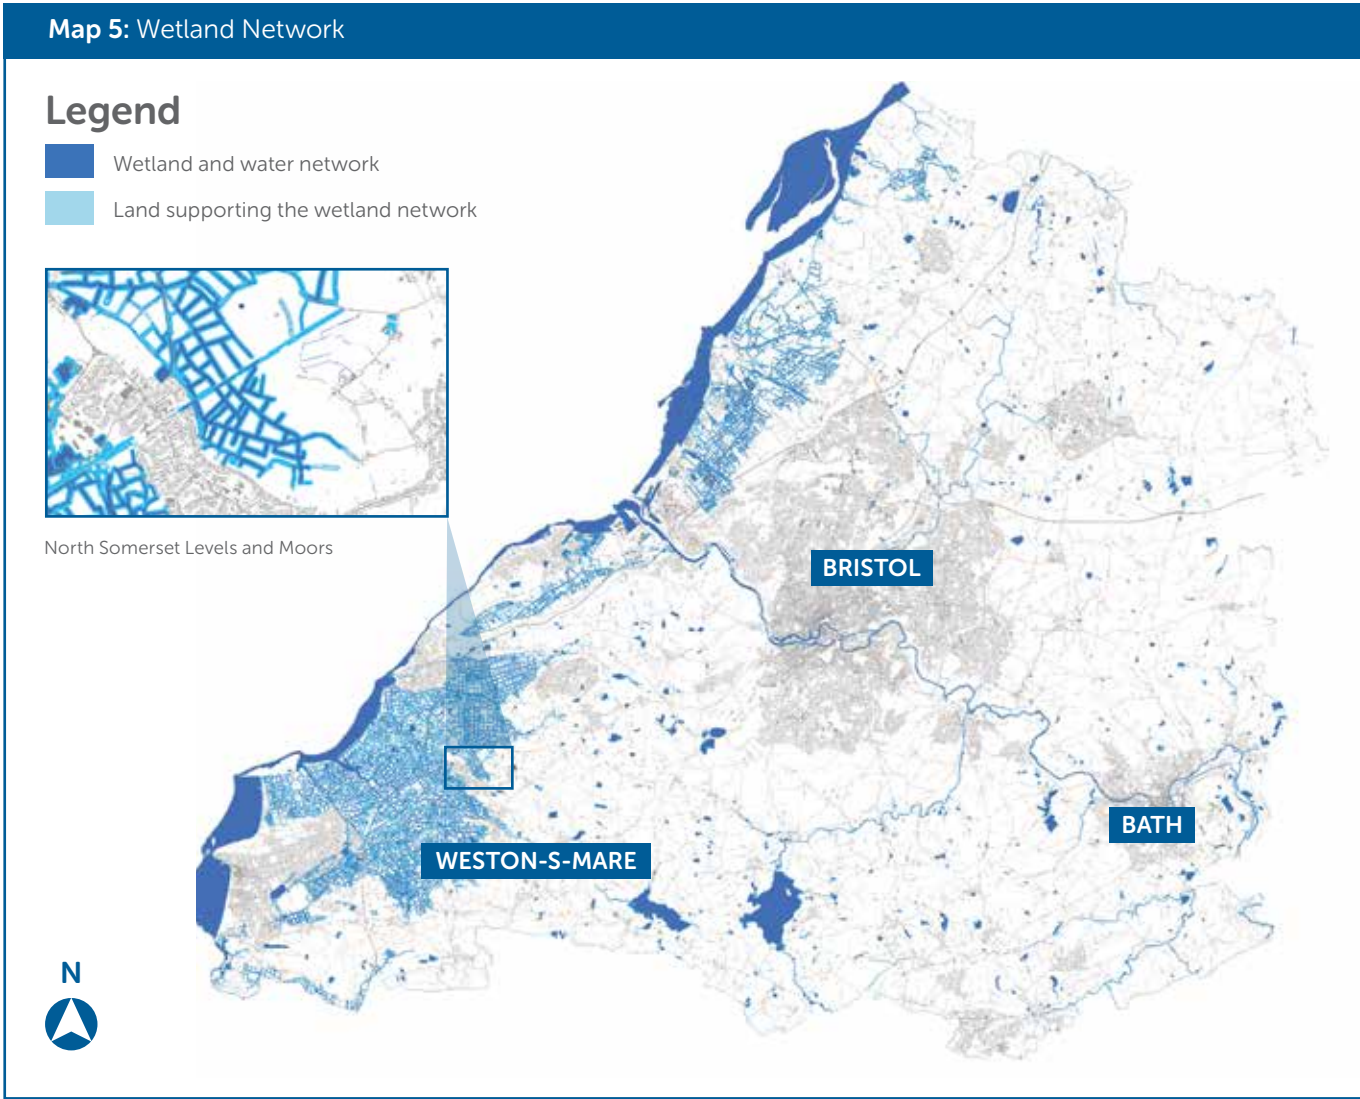 Map 5: Wetland Network
Legend
Wetland and water network
Land supporting the wetland network
North Somerset Levels and Moors
BRISTOL
BATH
WESTON-S-MARE
N